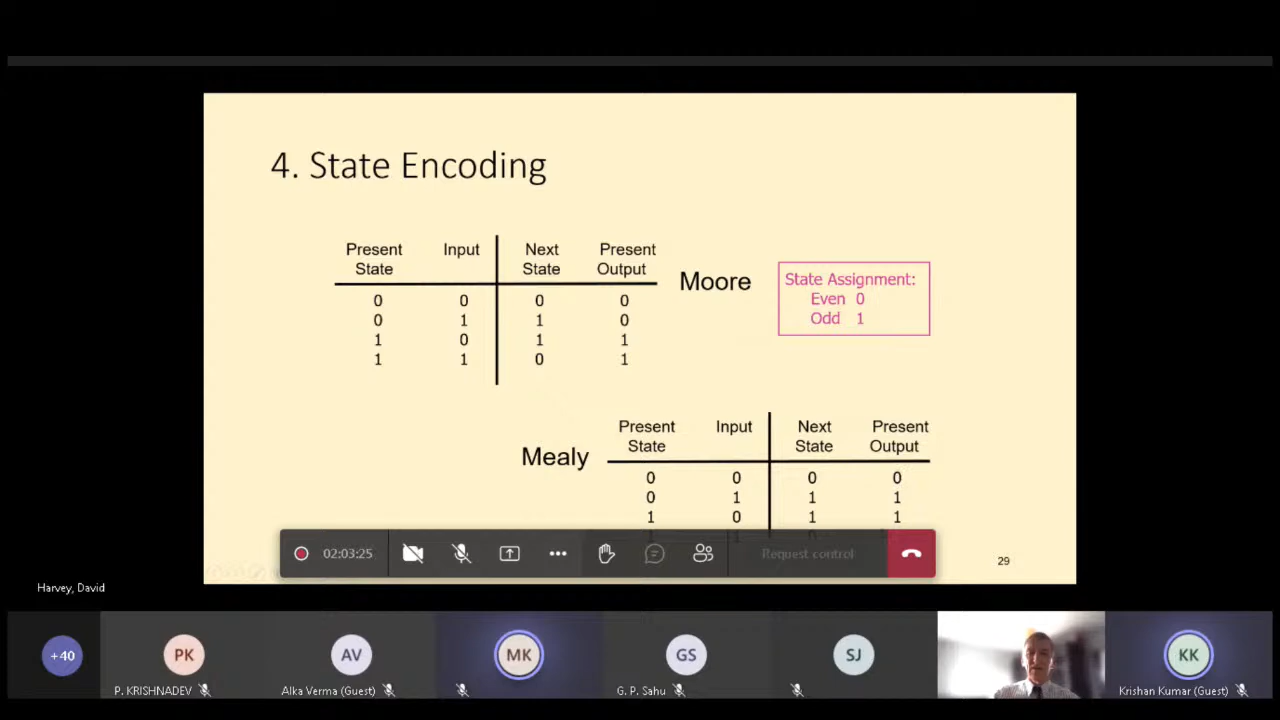 4. State Encoding
Present Input Next Present
State State Output
0 0 0 0
0 1 1 0
1 0 1 1
1 1 0 1
Moore
State Assignment:
Even 0
Odd 1
Mealy
Present Input Next Present
State State Output
0 0 0 0
0 1 1 1
1 0 1 1
02:03:25
Request control
29
Harvey, David
+40
PK
AV
MK
GS
SJ
KK
P. KRISHNADEV
Alka Verma (Guest)
G. P. Sahu
Krishan Kumar (Guest)